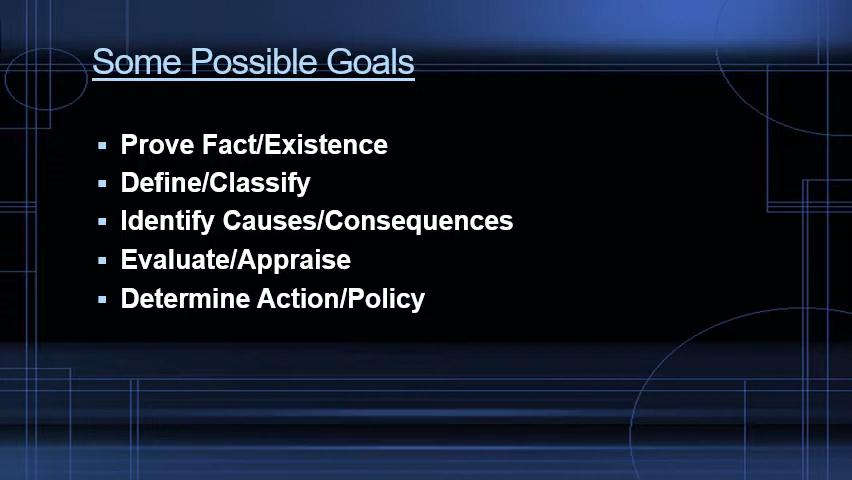 Some Possible Goals
Prove Fact/Existence
Define/Classify
Identify Causes/Consequences
Evaluate/Appraise
Determine Action/Policy